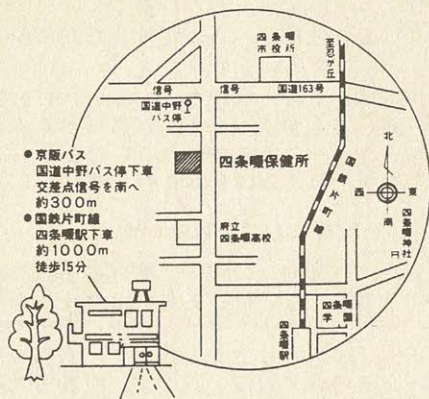 四条畷
市役所
至忍ヶ丘
信号
信号
国道163号
国道中野
バス停
●京阪バス
国道中野バス停下車
交差点信号を南へ
約300m
●国鉄片町線
四条畷駅下車
約1000m
徒歩15分
四条畷保健所
国鉄片町線
北
西
東
南
四条畷神社
府立
四条畷高校
四条畷
学園
四条畷駅